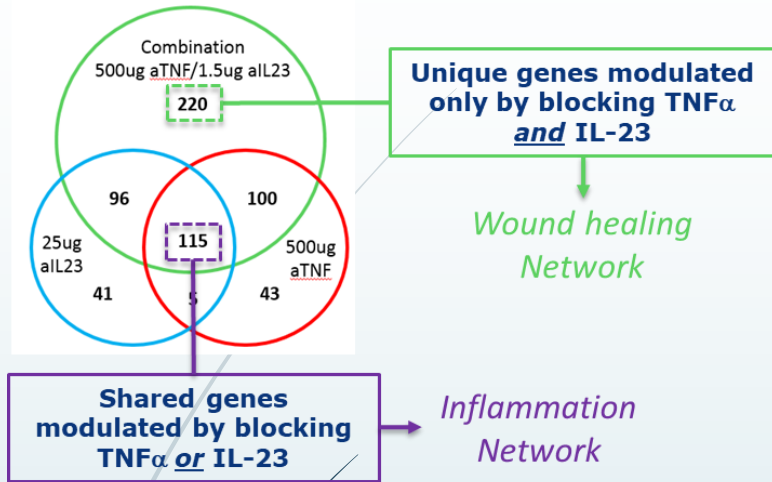 Combination
500ug aTNF/1.5ug aIL23
220
Unique genes modulated
only by blocking TNFα
and IL-23
96
100
Wound healing
Network
25ug
aIL23
115
500ug
aTNF
41
5
43
Shared genes
modulated by blocking
TNFα or IL-23
Inflammation
Network